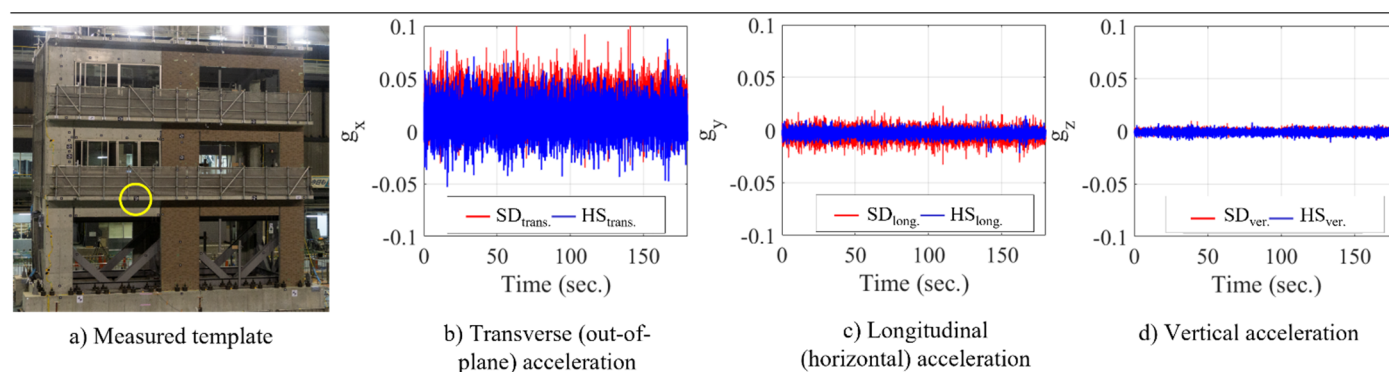 0.1
0.05
0
-0.05
-0.1
g_x
SD_trans. HS_trans.
0 50 100 150
Time (sec.)
0.1
0.05
0
-0.05
-0.1
g_y
SD_long. HS_long.
0 50 100 150
Time (sec.)
0.1
0.05
0
-0.05
-0.1
g_z
SD_ver. HS_ver.
0 50 100 150
Time (sec.)
a) Measured template
b) Transverse (out-of-
plane) acceleration
c) Longitudinal
(horizontal) acceleration
d) Vertical acceleration